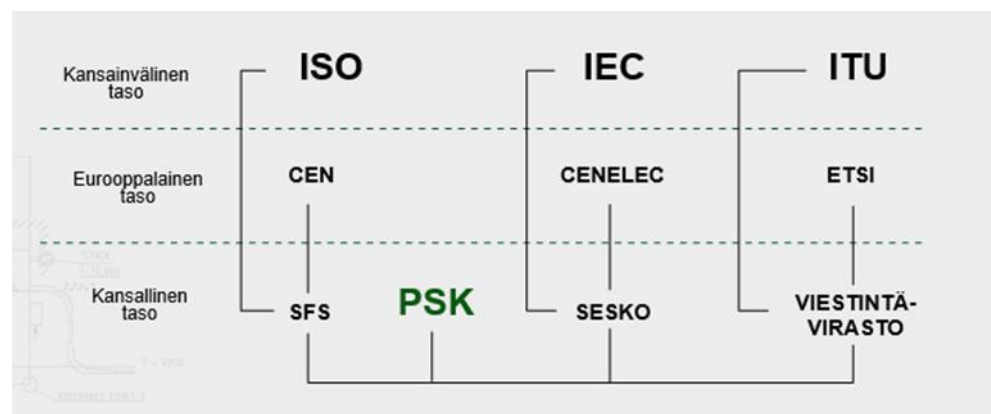 Kansainvälinen
taso
ISO
IEC
ITU
Eurooppalainen
taso
CEN
CENELEC
ETSI
Kansallinen
taso
SFS
PSK
SESKO
VIESTINTÄ-
VIRASTO